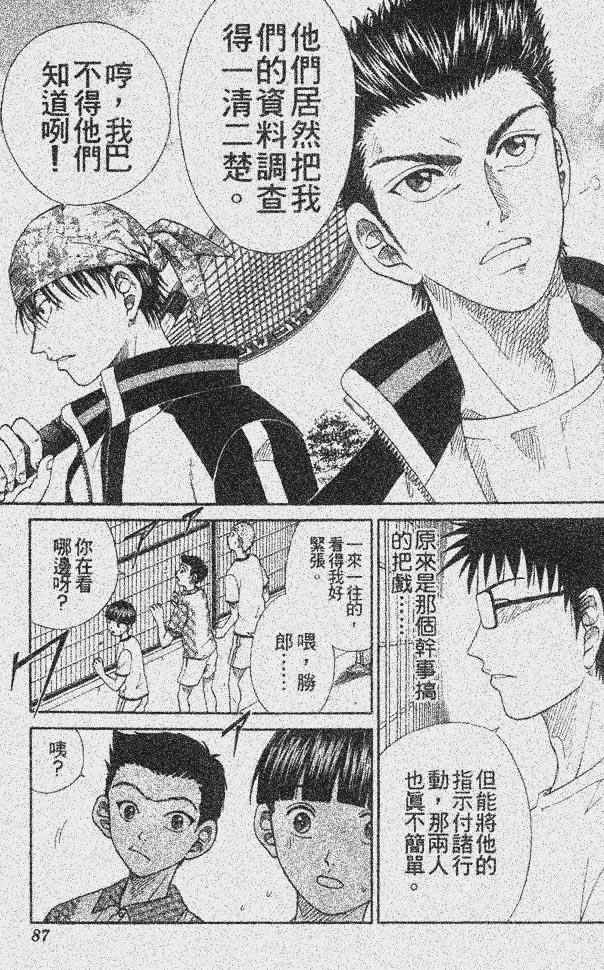 他們居然把我
們的資料調查
得一清二楚。
哼，我巴
不得他們
知道咧！
原來是那個幹事搞
的把戲……
但能將他的
指示付諸行
動，那兩人
也真不簡單。
一來一往的，
看得我好
緊張。
喂，勝
郎……
你在看
哪邊呀？
咦？
87